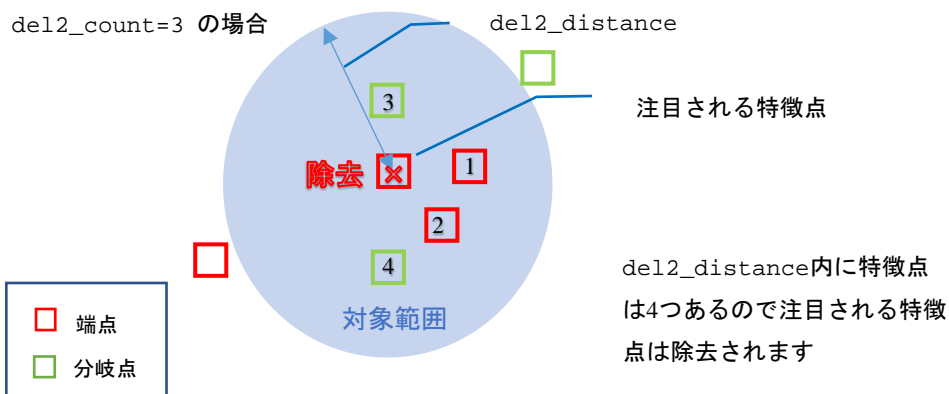 del2_count=3 の場合
del2_distance
3
注目される特徴点
除去
×
1
2
4
対象範囲
del2_distance内に特徴点
は4つあるので注目される特徴
点は除去されます
端点
分岐点